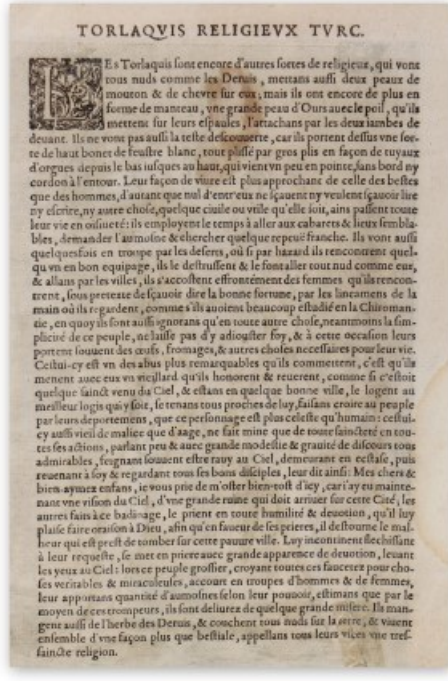 TORLAQVIS RELIGIEVX TVRC.
LEs Torlaquis sont encore d'autres sortes de religieux, qui vont
tous nuds comme les Deruis, mettans aussi deux peaux de
mouton & de chevre sur eux; mais ils ont encore de plus en
forme de manteau, vne grande peau d'Ours auec le poil, qu'ils
mettent sur leurs espaules, l'attachans par les deux iambes de
deuant. Ils ne vont pas aussi la teste descouuerte, car ils portent dessus vne sor-
te de haut bonet de feustre blanc, tout plissé par gros plis en façon de tuyaux
d'orgues depuis le bas iusques au haut, qui vient vn peu en pointe, sans bord ny
cordon à l'entour. Leur façon de viure est plus approchanc de celle des bestes
que des hommes, d'autant que nul d'entr'eux ne sçauent ny veulent sçauoir lire
ny escrire, ny autre chose, quelque ciuile ou vtile qu'elle soit, ains passent toute
leur vie en oisiueté: ils employent le temps à aller aux cabarets & lieux sembla-
bles, demander l'aumosne & chercher quelque repeuë franche. Ils vont aussi
quelquesfois en troupe par les deserts, où si par hazard ils rencontrent quel-
qu'vn en bon equipage, ils le destrussent & le font aller tout nud comme eux,
& allans par les villes, ils s'accostent effrontément des femmes qu'ils rencon-
trent, sous pretexte de sçauoir dire la bonne fortune, par les lineamens de la
main où ils regardent, comme s'ils auoient beaucoup estudié en la Chiroman-
tie, en quoy ils sont aussi ignorans qu'en toute autre chose, neantmoins la sim-
plicité de ce peuple, ne laisse pas d'y adiouster foy, & à cette occasion leurs
portent souuent des œufs, fromages, & autres choses necessaires pour leur vie.
Cestui-cy est vn des abus plus remarquables qu'ils commettent, c'est qu'ils
menent auec eux vn vieillard qu'ils honorent & reuerent, comme si c'estoit
quelque sainct venu du Ciel, & estans en quelque bonne ville, le logent au
meilleur logis qui y soit, se tenans tous proches de luy, faisans croire au peuple
par leurs deportemens, que ce personnage est plus celeste qu'humain: cestui-
cy aussi vieil de malice que d'aage, ne fait mine que de toute saincteté en tou-
tes ses actions, parlant peu & auec grande modestie & grauité de discours tous
admirables, feignant souuent estre rauy au Ciel, demeurant en ecstase, puis
reuenant à soy & regardant tous ses bons disciples, leur dit ainsi: Mes chers &
bien-aymez enfans, ie vous prie de m'oster bien-tost d'icy, car i'ay eu mainte-
nant vne vision du Ciel, d'vne grande ruine qui doit arriuer sur cette Cité; les
autres faits à ce badinage, le prient en toute humilité & deuotion, qu'il luy
plaise faire oraison à Dieu, afin qu'en faueur de ses prieres, il destourne le mal-
heur qui est prest de tomber sur cette pauure ville. Luy incontinent flechissant
à leur requeste, se met en priere auec grande apparence de deuotion, leuant
les yeux au Ciel: lors ce peuple grossier, croyant toutes ces faucetez pour cho-
ses veritables & miraculeuses, accourt en troupes d'hommes & de femmes,
leur apportans quantité d'aumosnes selon leur pouuoir, estimans que par le
moyen de ces trompeurs, ils sont deliurez de quelque grande misere. Ils man-
gent aussi de l'herbe des Deruis, & couchent tous nuds sur la terre, & viuent
ensemble d'vne façon plus que bestiale, appellans tous leurs vices vne tres-
saincte religion.